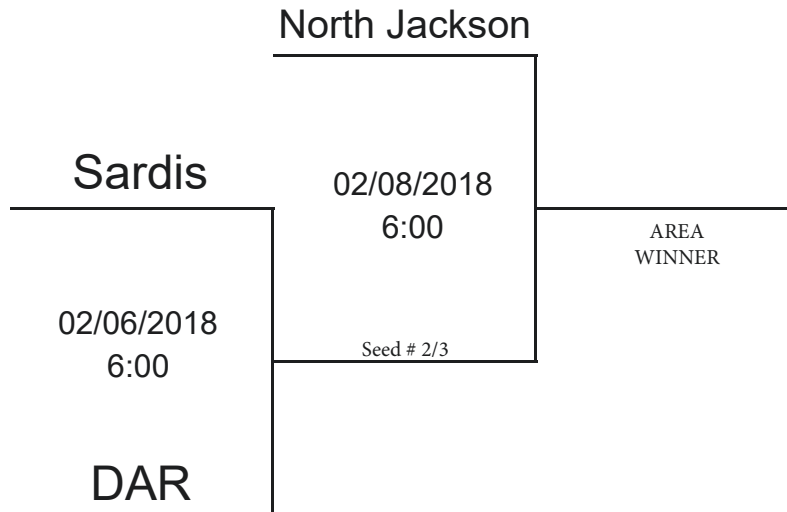 North Jackson
Sardis
02/08/2018
6:00
AREA
WINNER
02/06/2018
6:00
Seed # 2/3
DAR